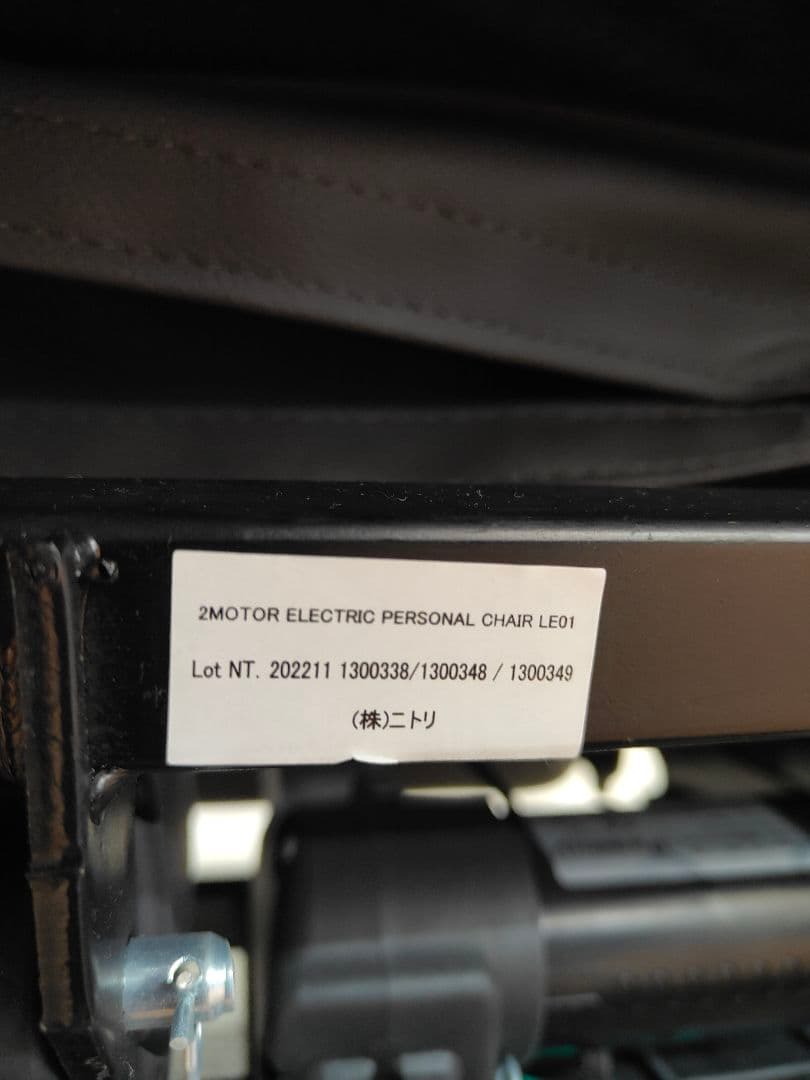 2MOTOR ELECTRIC PERSONAL CHAIR LE01
Lot NT. 202211 1300338/1300348 / 1300349
(株)ニトリ